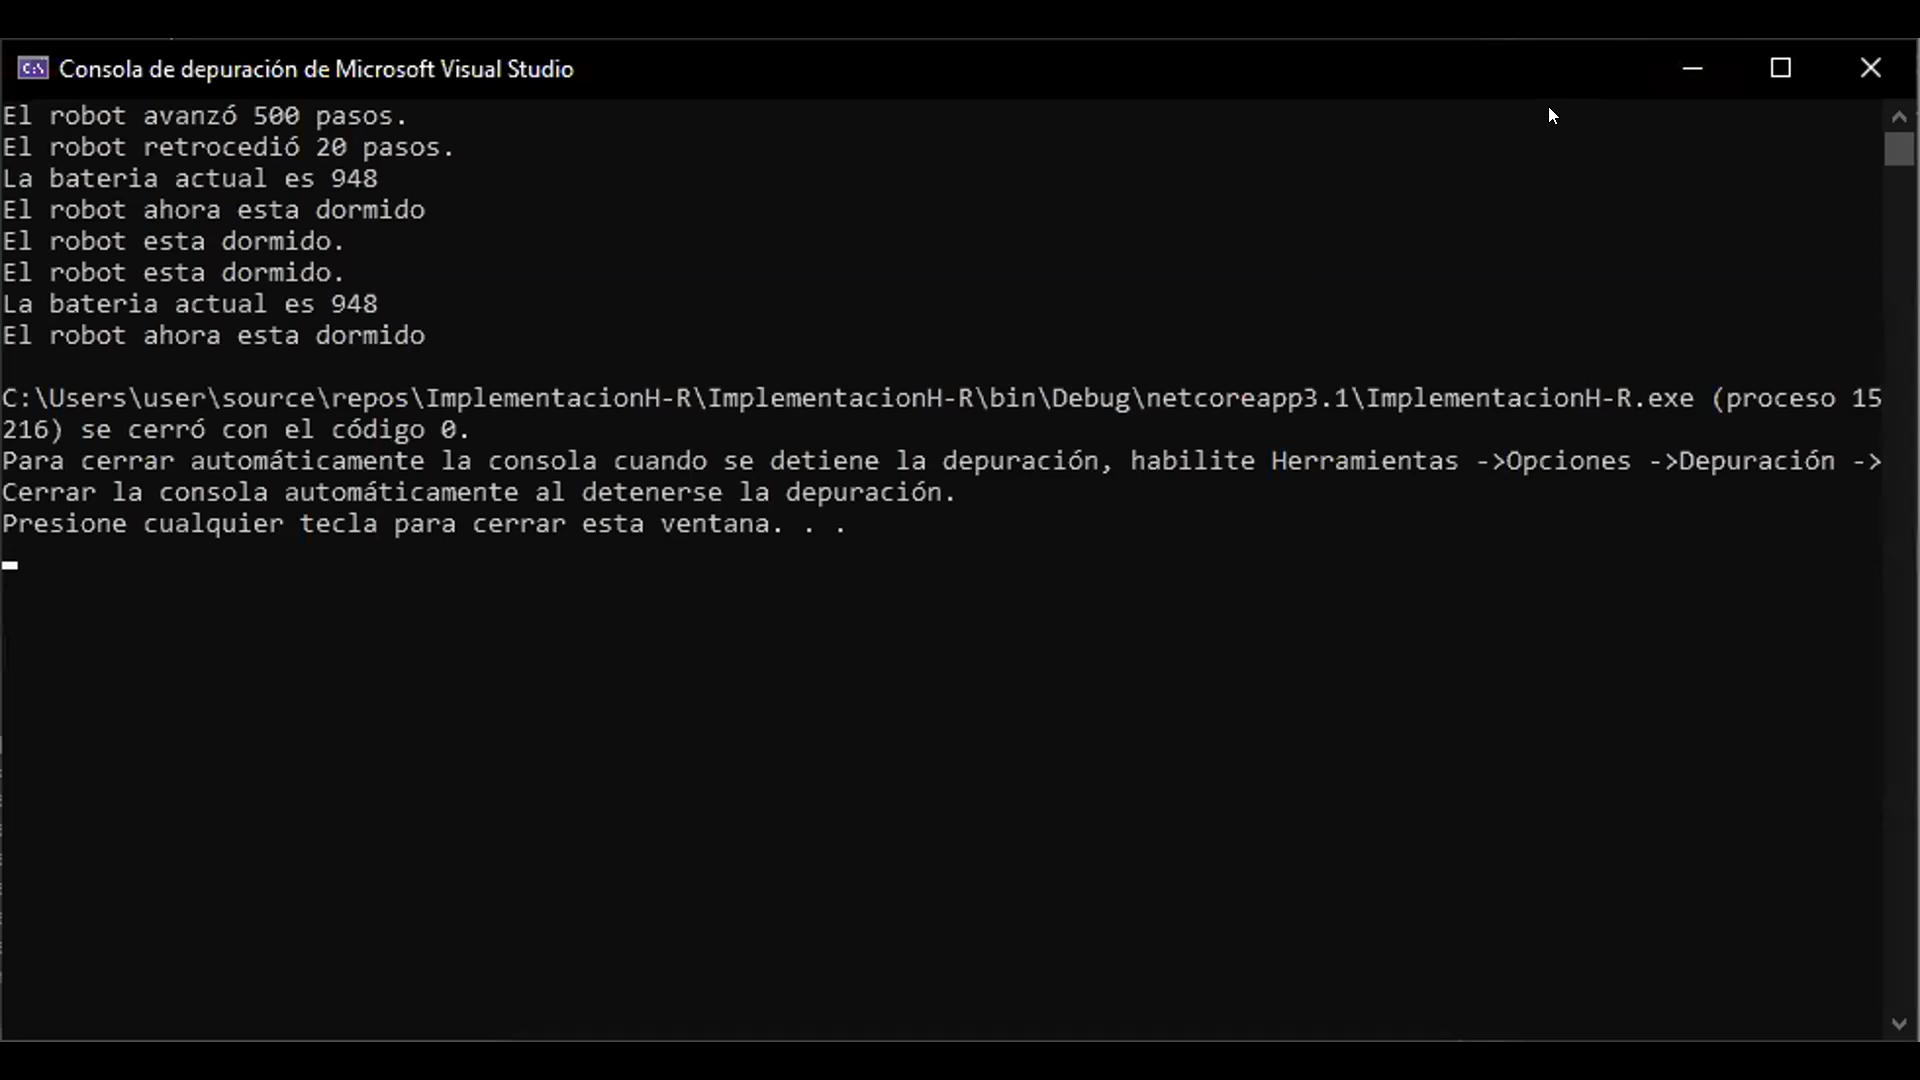 Consola de depuración de Microsoft Visual Studio
El robot avanzó 500 pasos.
El robot retrocedió 20 pasos.
La bateria actual es 948
El robot ahora esta dormido
El robot esta dormido.
El robot esta dormido.
La bateria actual es 948
El robot ahora esta dormido
C:\Users\user\source\repos\ImplementacionH-R\ImplementacionH-R\bin\Debug\netcoreapp3.1\ImplementacionH-R.exe (proceso 15
216) se cerró con el código 0.
Para cerrar automáticamente la consola cuando se detiene la depuración, habilite Herramientas ->Opciones ->Depuración ->
Cerrar la consola automáticamente al detenerse la depuración.
Presione cualquier tecla para cerrar esta ventana. . .